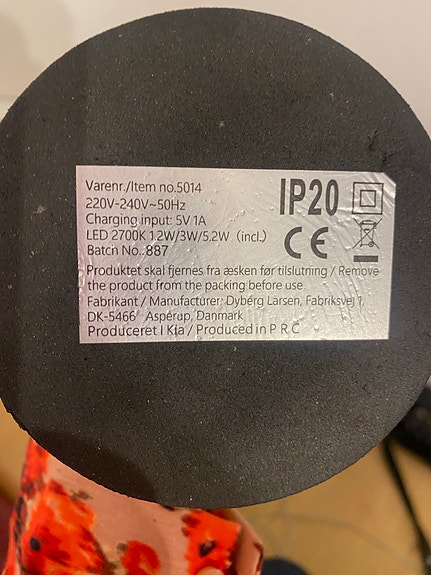 Varenr./Item no.5014
IP20
220V-240V~50Hz
Charging input: 5V 1A
LED 2700K 1.2W/3W/5.2W (incl.)
CE
Batch No.:887
Produktet skal fjernes fra æsken før tilslutning / Remove
the product from the packing before use.
Fabrikant / Manufacturer: Dyberg Larsen, Fabriksvej 1,
DK-5466 Asperup, Danmark
Produceret I Kia / Produced in P R C